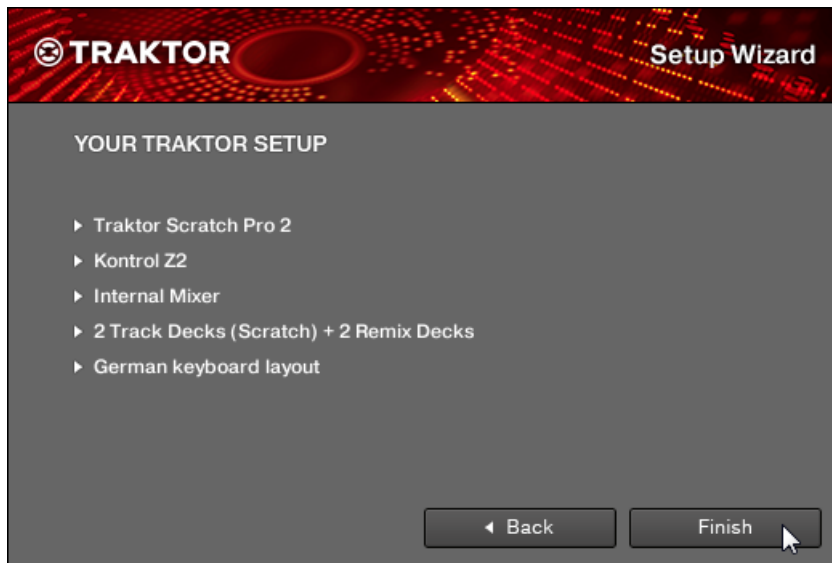 TRAKTOR
Setup Wizard
YOUR TRAKTOR SETUP
Traktor Scratch Pro 2
Kontrol Z2
Internal Mixer
2 Track Decks (Scratch) + 2 Remix Decks
German keyboard layout
Back
Finish